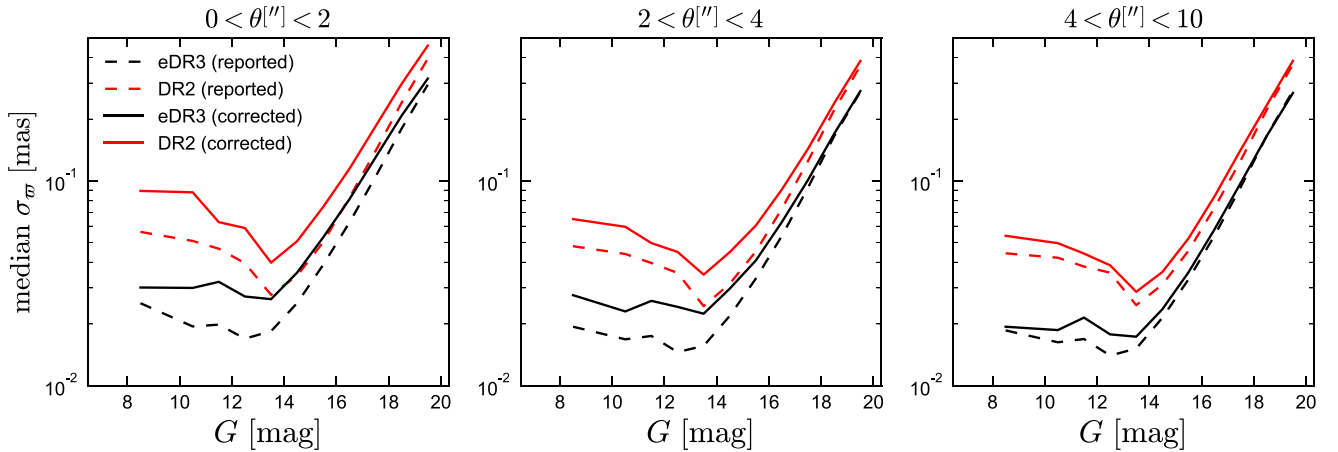 0 < θ["] < 2
2 < θ["] < 4
4 < θ["] < 10
eDR3 (reported)
DR2 (reported)
eDR3 (corrected)
DR2 (corrected)
median σ_ϖ [mas]
10⁻¹
10⁻²
8 10 12 14 16 18 20
G [mag]
10⁻¹
10⁻²
8 10 12 14 16 18 20
G [mag]
10⁻¹
10⁻²
8 10 12 14 16 18 20
G [mag]